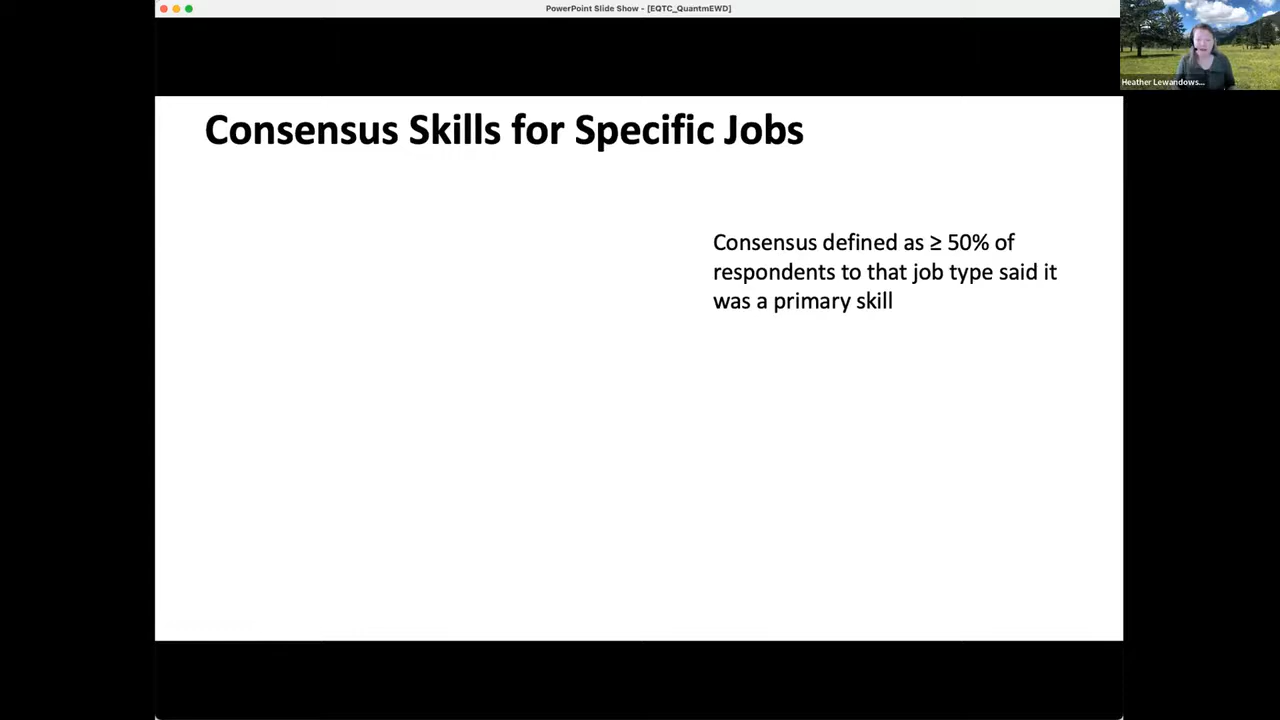 PowerPoint Slide Show - [EQTC_QuantmEWD]
Heather Lewandows...
Consensus Skills for Specific Jobs
Consensus defined as ≥ 50% of
respondents to that job type said it
was a primary skill